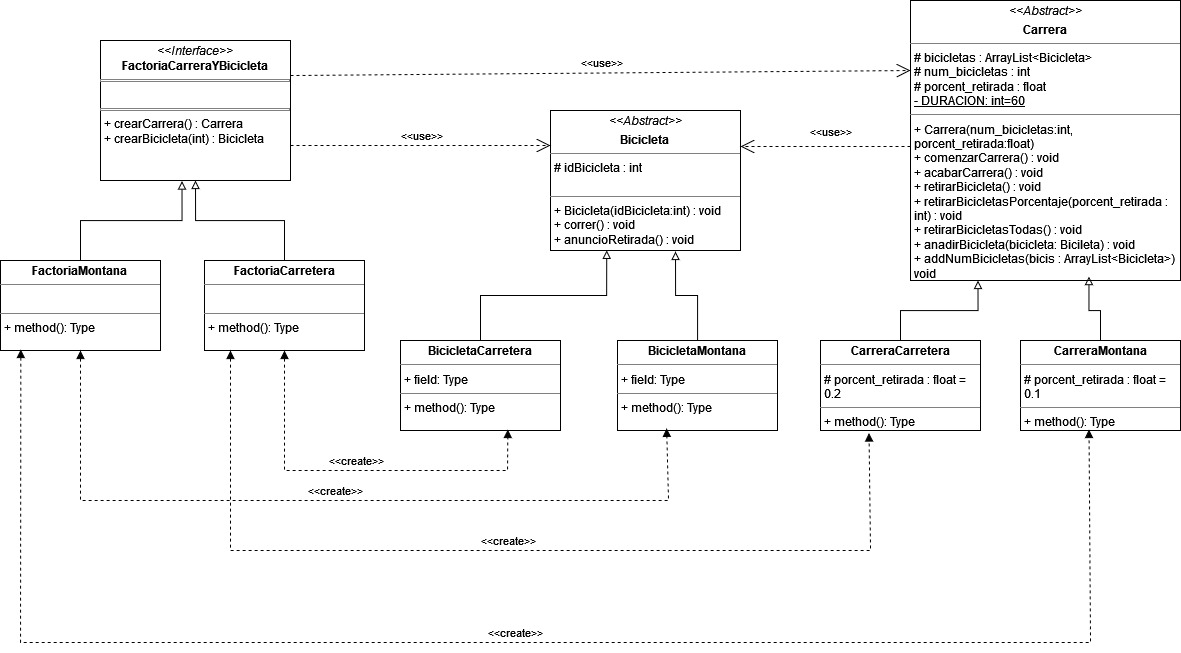 <<Abstract>>
Carrera
# bicicletas : ArrayList<Bicicleta>
# num_bicicletas : int
# porcent_retirada : float
- DURACION: int=60
+ Carrera(num_bicicletas:int,
porcent_retirada:float)
+ comenzarCarrera() : void
+ acabarCarrera() : void
+ retirarBicicleta() : void
+ retirarBicicletasPorcentaje(porcent_retirada :
int) : void
+ retirarBicicletasTodas() : void
+ anadirBicicleta(bicicleta: Bicileta) : void
+ addNumBicicletas(bicis : ArrayList<Bicicleta>)
void
<<Interface>>
FactoriaCarreraYBicicleta
+ crearCarrera() : Carrera
+ crearBicicleta(int) : Bicicleta
<<use>>
<<use>>
<<use>>
<<Abstract>>
Bicicleta
# idBicicleta : int
+ Bicicleta(idBicicleta:int) : void
+ correr() : void
+ anuncioRetirada() : void
FactoriaMontana
+ method(): Type
FactoriaCarretera
+ method(): Type
BicicletaCarretera
+ field: Type
+ method(): Type
BicicletaMontana
+ field: Type
+ method(): Type
CarreraCarretera
# porcent_retirada : float =
0.2
+ method(): Type
CarreraMontana
# porcent_retirada : float =
0.1
+ method(): Type
<<create>>
<<create>>
<<create>>
<<create>>